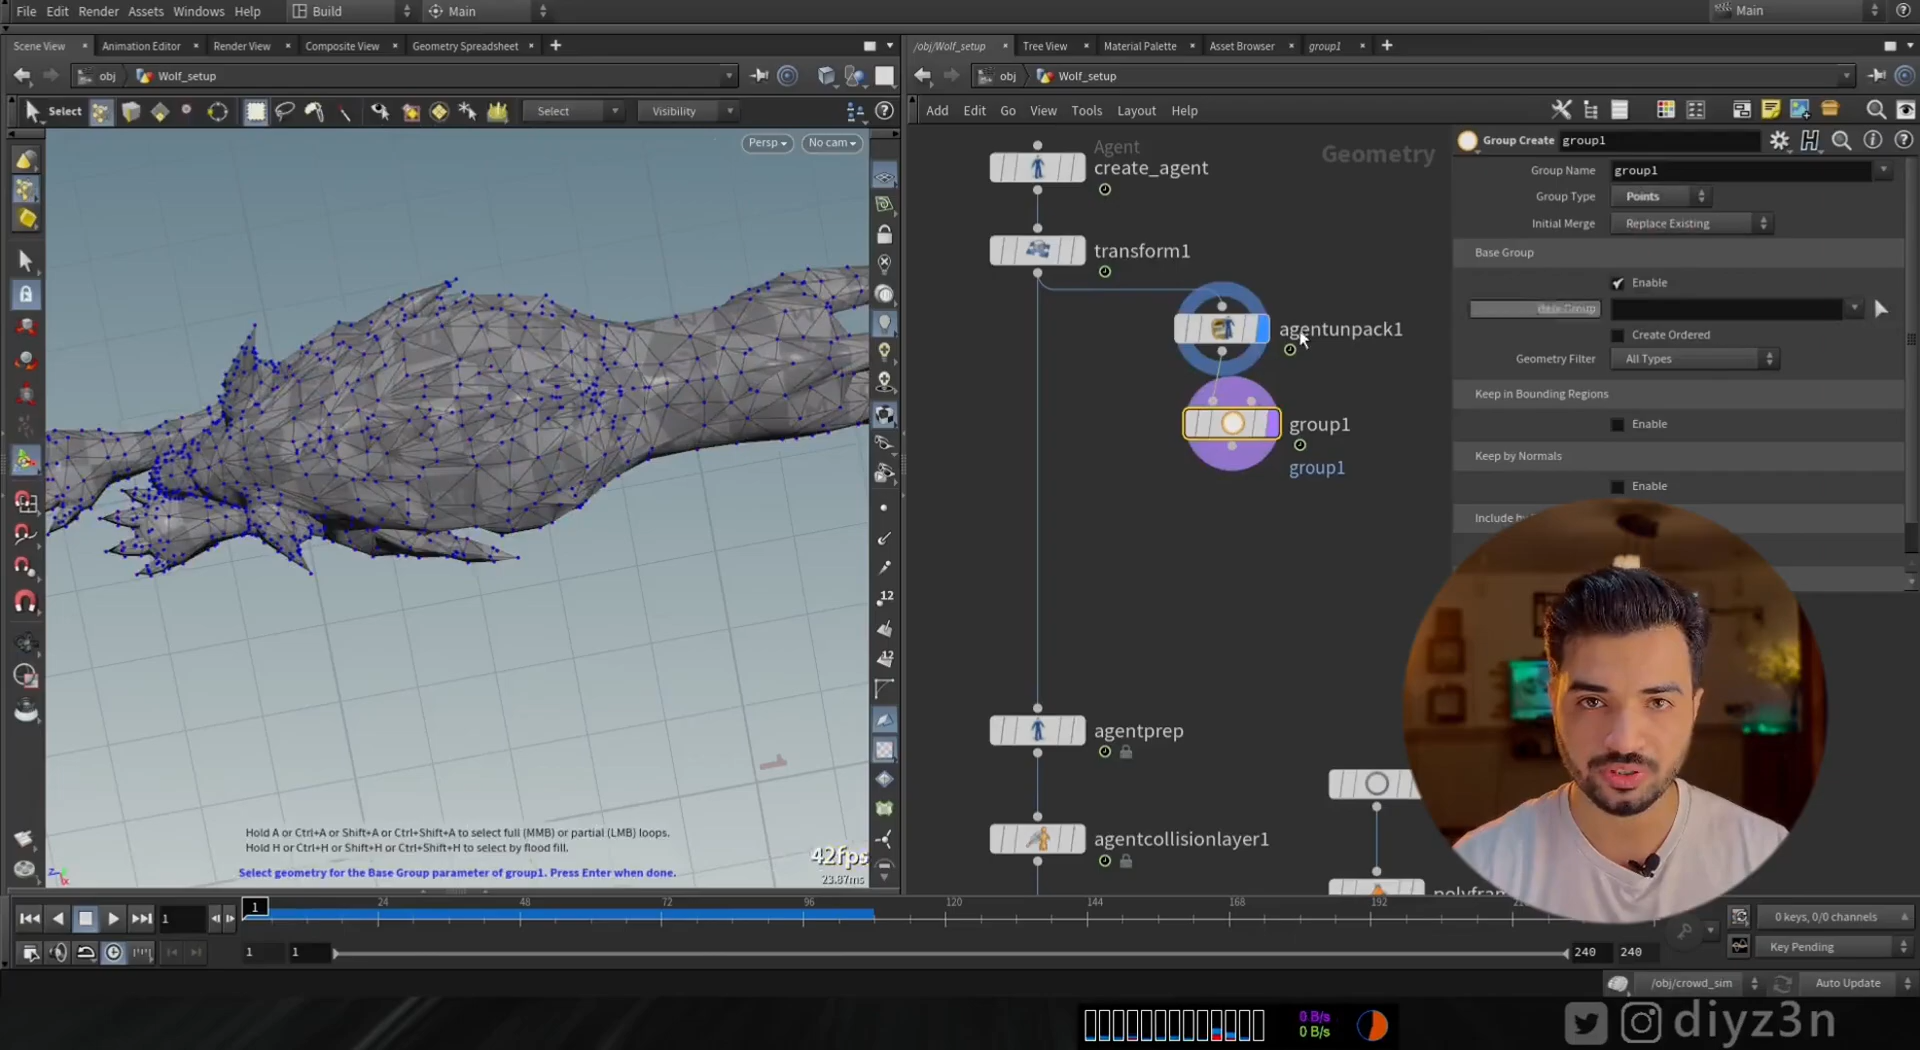 File Edit Render Assets Windows Help Build Main Main
Scene View Animation Editor Render View Composite View Geometry Spreadsheet
obj Wolf_setup
Select Select Visibility
Persp No cam
12
12
Hold A or Ctrl+A or Shift+A or Ctrl+Shift+A to select full (MMB) or partial (LMB) loops.
Hold H or Ctrl+H or Shift+H or Ctrl+Shift+H to select by flood fill.
Select geometry for the Base Group parameter of group1. Press Enter when done.
42fps
23.87ms
/obj/Wolf_setup Tree View Material Palette Asset Browser group1
obj Wolf_setup
Add Edit Go View Tools Layout Help
Geometry
Agent
create_agent
transform1
agentunpack1
group1
group1
agentprep
agentcollisionlayer1
Group Create group1
Group Name group1
Group Type Points
Initial Merge Replace Existing
Base Group
Enable
Create Ordered
Geometry Filter All Types
Keep in Bounding Regions
Enable
Keep by Normals
Enable
1 1 24 48 72 96 120 144 168 192
0 keys, 0/0 channels
1 1 240 240
Key Pending
/obj/crowd_sim Auto Update
0 B/s
0 B/s
diyz3n